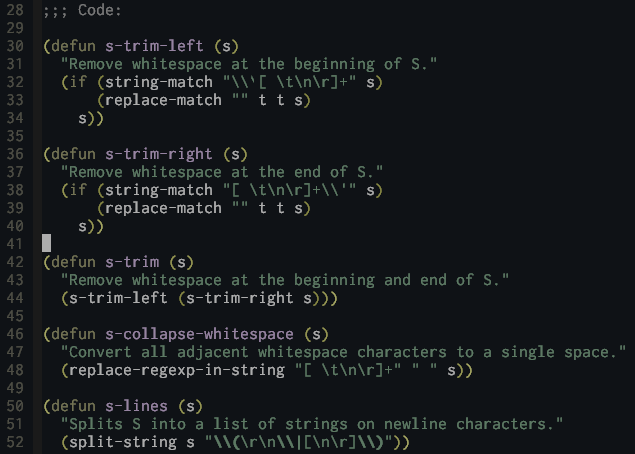 28 ;;; Code:
29
30 (defun s-trim-left (s)
31   "Remove whitespace at the beginning of S."
32   (if (string-match "\\`[ \t\n\r]+" s)
33       (replace-match "" t t s)
34     s))
35
36 (defun s-trim-right (s)
37   "Remove whitespace at the end of S."
38   (if (string-match "[ \t\n\r]+\\'" s)
39       (replace-match "" t t s)
40     s))
41
42 (defun s-trim (s)
43   "Remove whitespace at the beginning and end of S."
44   (s-trim-left (s-trim-right s)))
45
46 (defun s-collapse-whitespace (s)
47   "Convert all adjacent whitespace characters to a single space."
48   (replace-regexp-in-string "[ \t\n\r]+" " " s))
49
50 (defun s-lines (s)
51   "Splits S into a list of strings on newline characters."
52   (split-string s "\\(\r\n\\|[\n\r]\\)"))